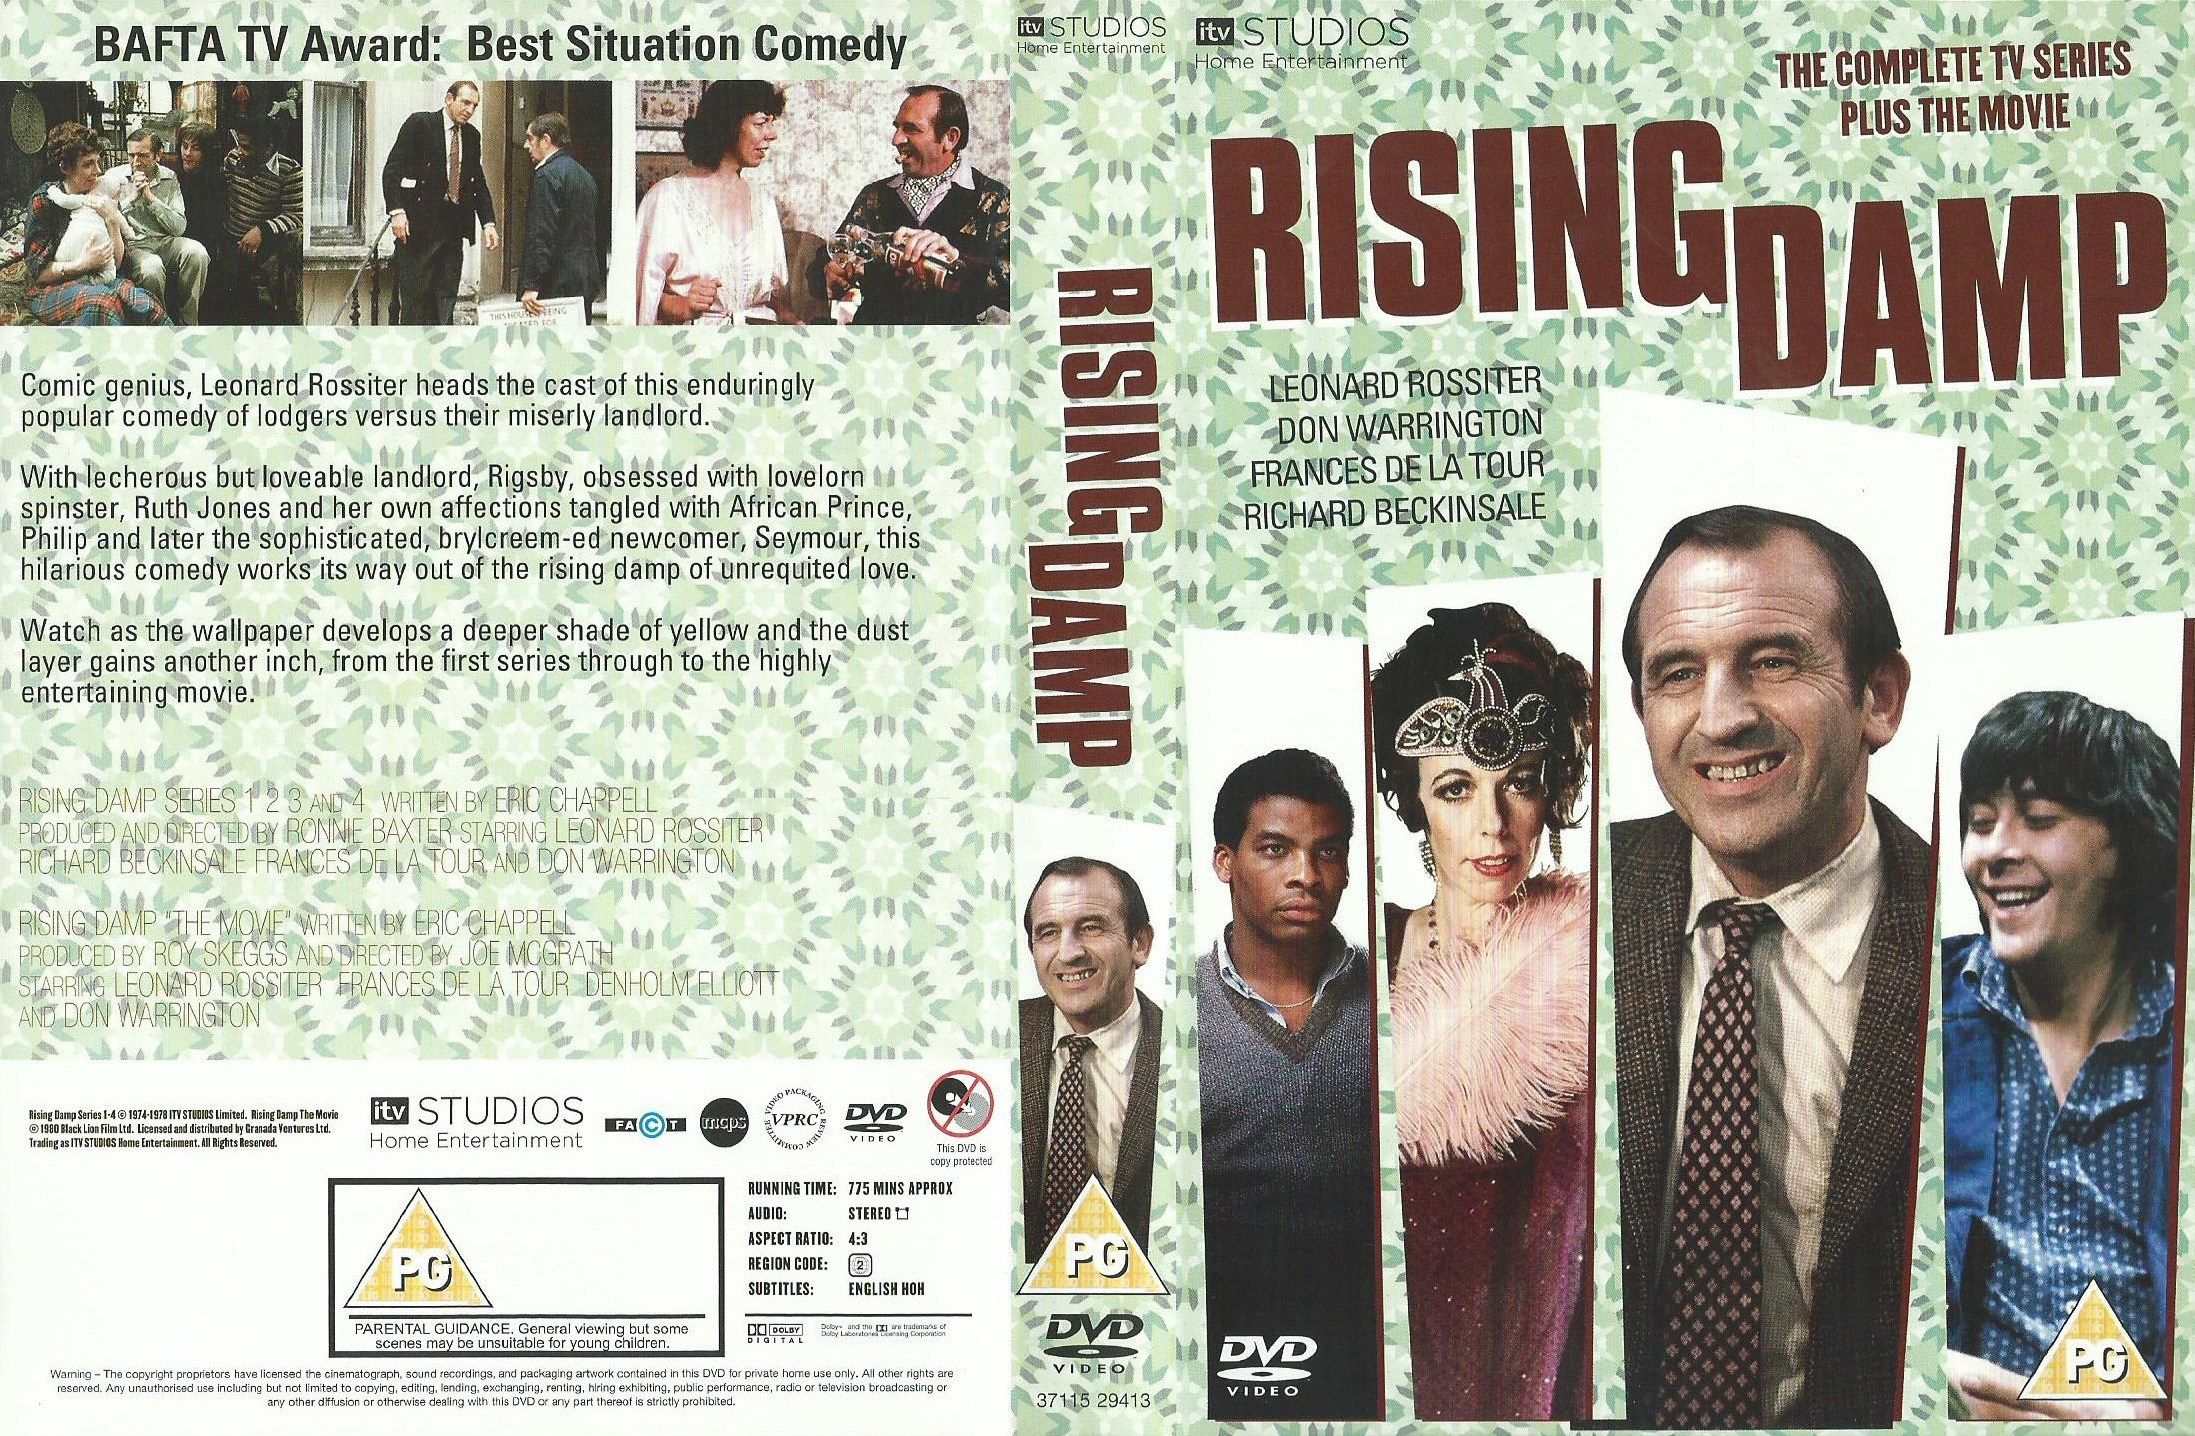 BAFTA TV Award: Best Situation Comedy
THIS HOUSE BEING
Comic genius, Leonard Rossiter heads the cast of this enduringly
popular comedy of lodgers versus their miserly landlord.
With lecherous but loveable landlord, Rigsby, obsessed with lovelorn
spinster, Ruth Jones and her own affections tangled with African Prince,
Philip and later the sophisticated, brylcreem-ed newcomer, Seymour, this
hilarious comedy works its way out of the rising damp of unrequited love.
Watch as the wallpaper develops a deeper shade of yellow and the dust
layer gains another inch, from the first series through to the highly
entertaining movie.
RISING DAMP SERIES 1 2 3 AND 4 WRITTEN BY ERIC CHAPPELL
PRODUCED AND DIRECTED BY RONNIE BAXTER STARRING LEONARD ROSSITER
RICHARD BECKINSALE FRANCES DE LA TOUR AND DON WARRINGTON
RISING DAMP "THE MOVIE" WRITTEN BY ERIC CHAPPELL
PRODUCED BY ROY SKEGGS AND DIRECTED BY JOE MCGRATH
STARRING LEONARD ROSSITER FRANCES DE LA TOUR DENHOLM ELLIOTT
AND DON WARRINGTON
Rising Damp Series 1-4 © 1974-1978 ITV STUDIOS Limited. Rising Damp The Movie
© 1980 Black Lion Film Ltd. Licensed and distributed by Granada Ventures Ltd.
Trading as ITV STUDIOS Home Entertainment. All Rights Reserved.
itv STUDIOS
Home Entertainment
FACT
mcps
VIDEO PACKAGING REVIEW COMMITTEE
VPRC
DVD
VIDEO
This DVD is
copy protected
PG
PARENTAL GUIDANCE. General viewing but some
scenes may be unsuitable for young children.
RUNNING TIME: 775 MINS APPROX
AUDIO: STEREO
ASPECT RATIO: 4:3
REGION CODE: 2
SUBTITLES: ENGLISH HOH
DOLBY
DIGITAL
Dolby and the are trademarks of
Dolby Laboratories Licensing Corporation
Warning – The copyright proprietors have licensed the cinematograph, sound recordings, and packaging artwork contained in this DVD for private home use only. All other rights are
reserved. Any unauthorised use including but not limited to copying, editing, lending, exchanging, renting, hiring exhibiting, public performance, radio or television broadcasting or
any other diffusion or otherwise dealing with this DVD or any part thereof is strictly prohibited.
itv STUDIOS
Home Entertainment
RISING DAMP
PG
DVD
VIDEO
37115 29413
itv STUDIOS
Home Entertainment
THE COMPLETE TV SERIES
PLUS THE MOVIE
RISING
DAMP
LEONARD ROSSITER
DON WARRINGTON
FRANCES DE LA TOUR
RICHARD BECKINSALE
DVD
VIDEO
PG